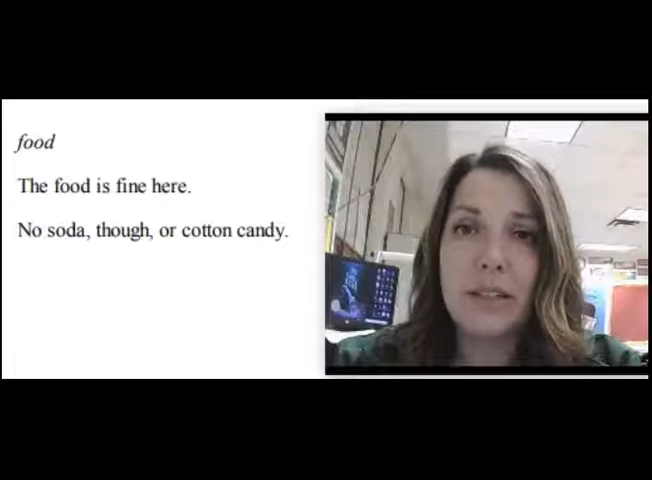 food
The food is fine here.
No soda, though, or cotton candy.